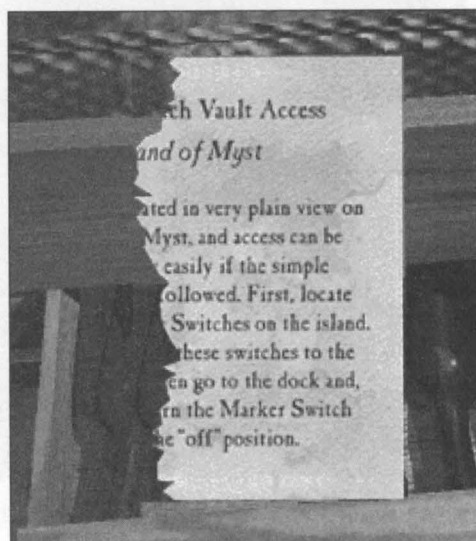 ch Vault Access
and of Myst
ated in very plain view on
Myst, and access can be
easily if the simple
ollowed. First, locate
Switches on the island.
these switches to the
en go to the dock and,
rn the Marker Switch
he "off" position.